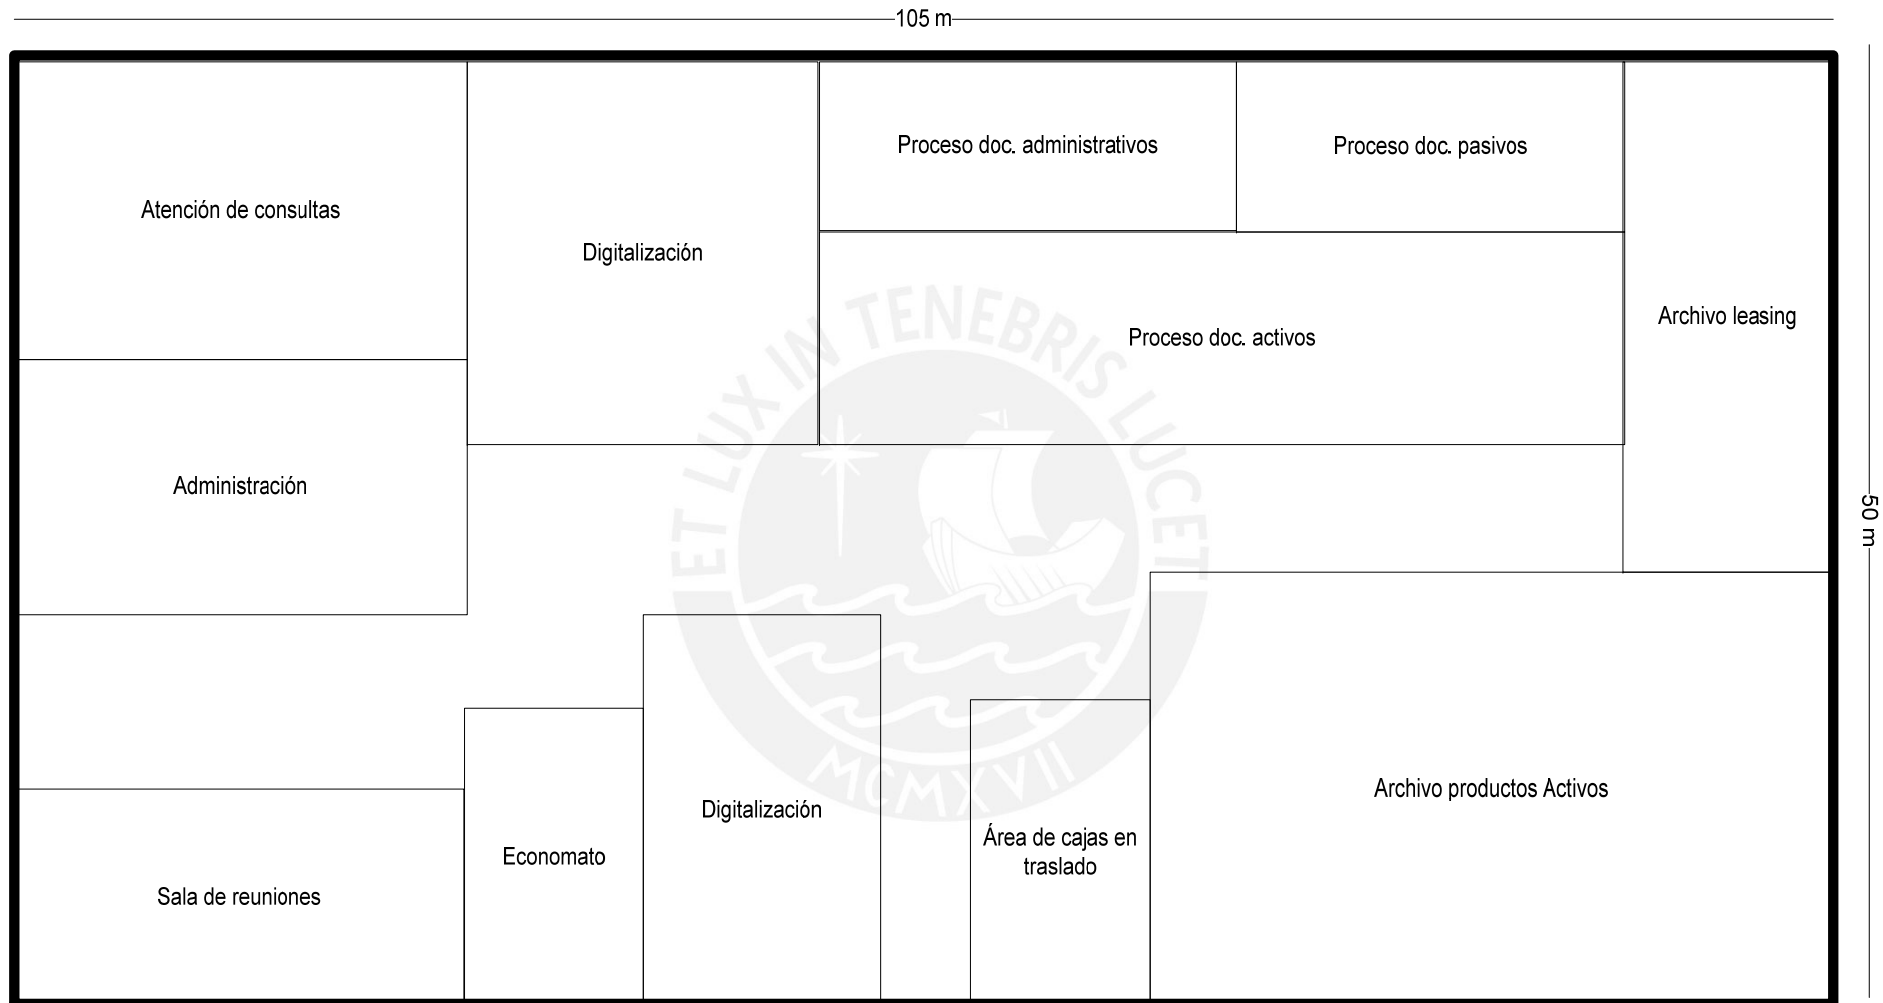 105 m
Proceso doc. administrativos
Proceso doc. pasivos
Atención de consultas
Digitalización
Archivo leasing
Proceso doc. activos
ET LUX IN TENEBRIS LUCET
Administración
50 m
Archivo productos Activos
MCMXVII
Digitalización
Área de cajas en
traslado
Economato
Sala de reuniones